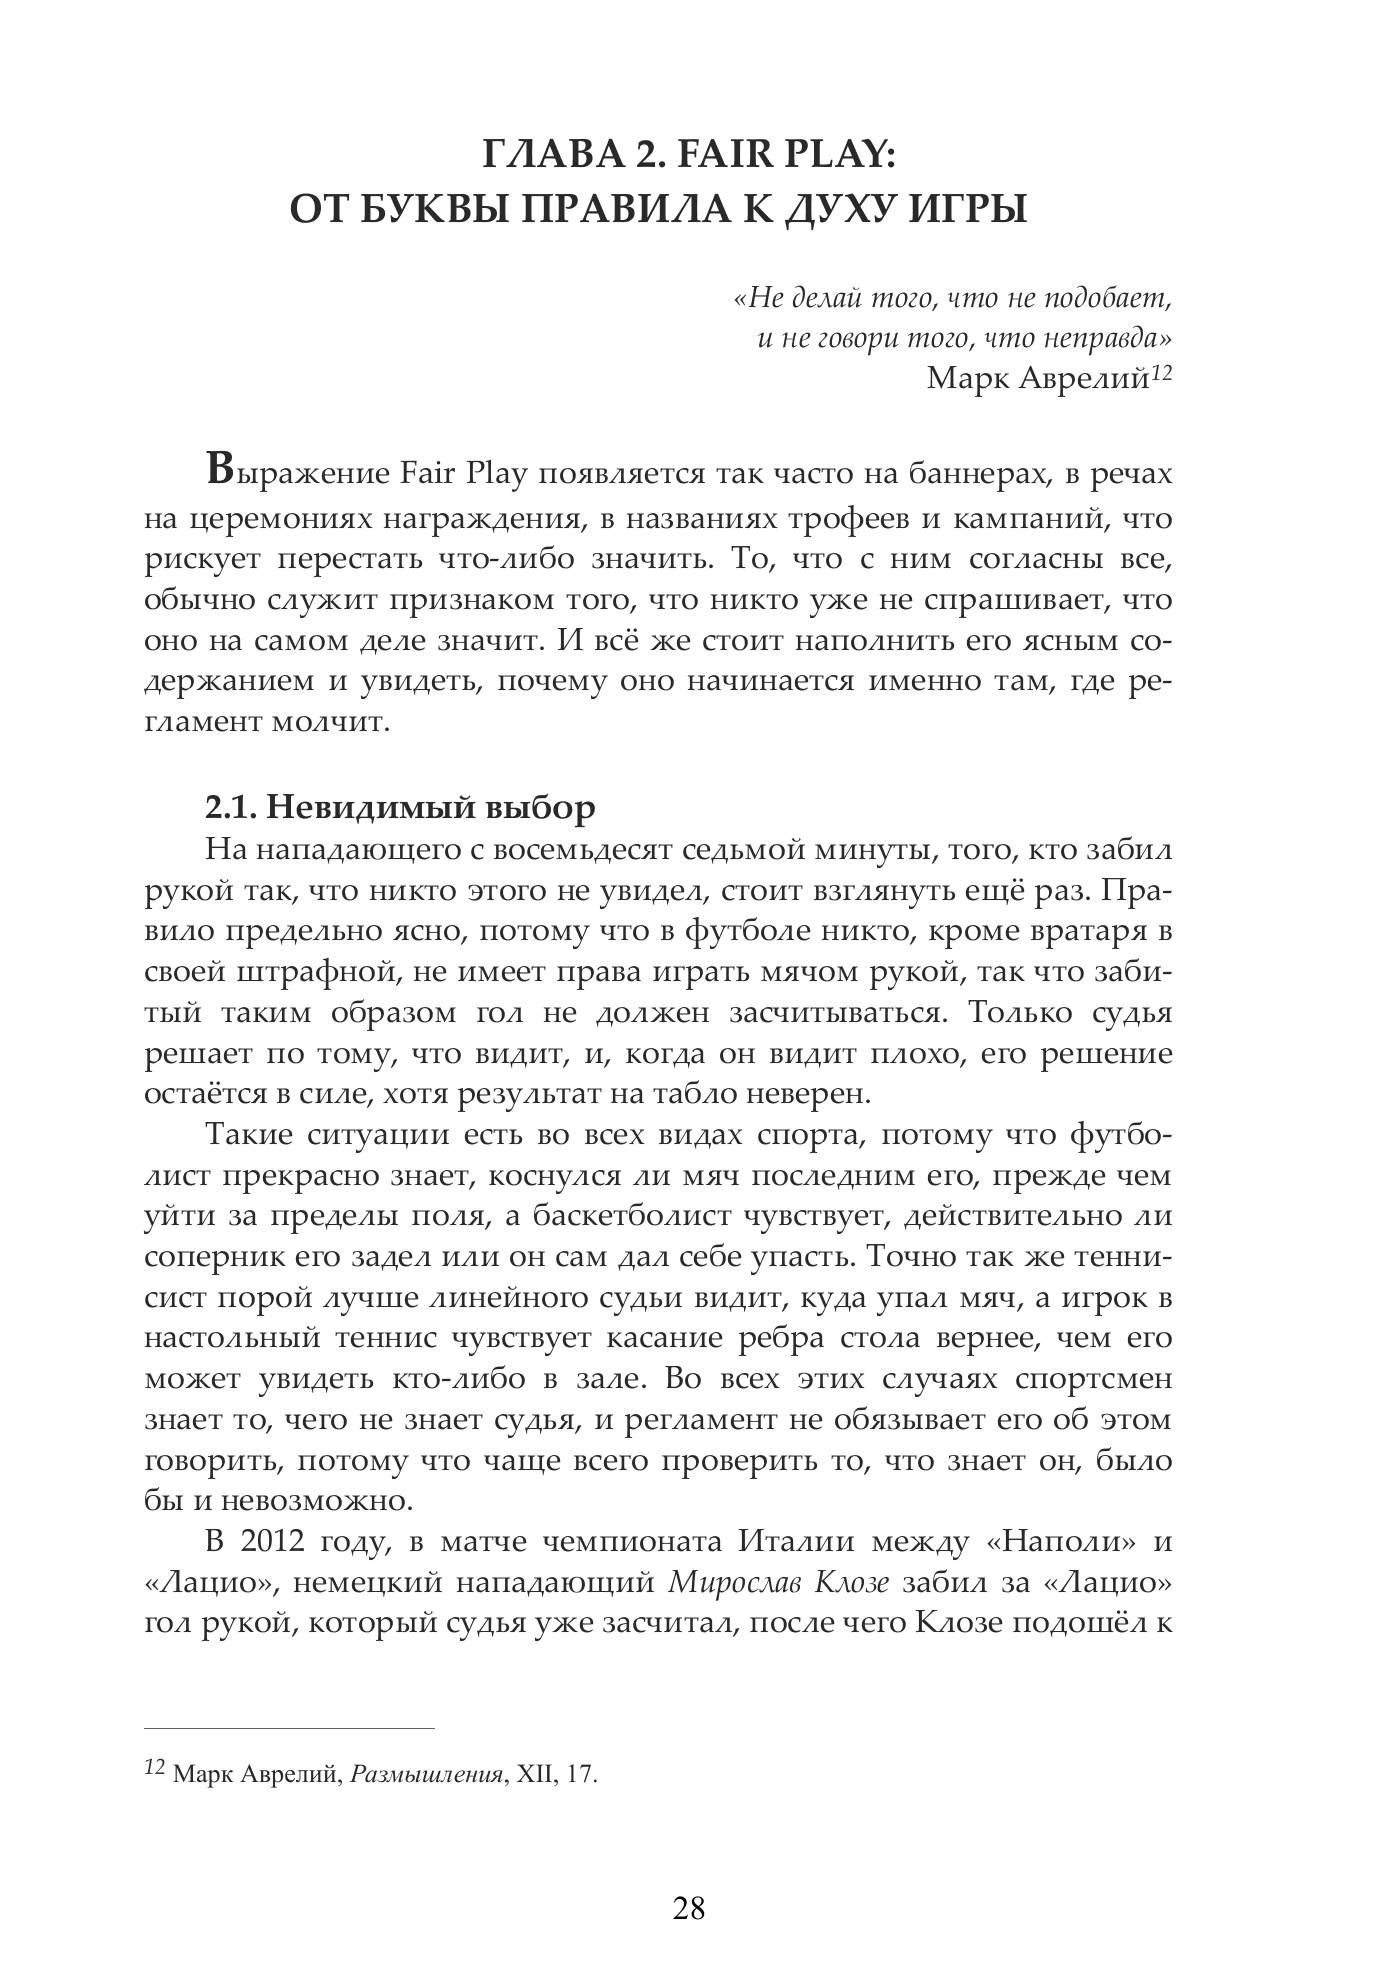 ГЛАВА 2. FAIR PLAY:
ОТ БУКВЫ ПРАВИЛА К ДУХУ ИГРЫ
«Не делай того, что не подобает,
и не говори того, что неправда»
Марк Аврелий12
Выражение Fair Play появляется так часто на баннерах, в речах
на церемониях награждения, в названиях трофеев и кампаний, что
рискует перестать что-либо значить. То, что с ним согласны все,
обычно служит признаком того, что никто уже не спрашивает, что
оно на самом деле значит. И всё же стоит наполнить его ясным со-
держанием и увидеть, почему оно начинается именно там, где ре-
гламент молчит.
2.1. Невидимый выбор
На нападающего с восемьдесят седьмой минуты, того, кто забил
рукой так, что никто этого не увидел, стоит взглянуть ещё раз. Пра-
вило предельно ясно, потому что в футболе никто, кроме вратаря в
своей штрафной, не имеет права играть мячом рукой, так что заби-
тый таким образом гол не должен засчитываться. Только судья
решает по тому, что видит, и, когда он видит плохо, его решение
остаётся в силе, хотя результат на табло неверен.
Такие ситуации есть во всех видах спорта, потому что футбо-
лист прекрасно знает, коснулся ли мяч последним его, прежде чем
уйти за пределы поля, а баскетболист чувствует, действительно ли
соперник его задел или он сам дал себе упасть. Точно так же тенни-
сист порой лучше линейного судьи видит, куда упал мяч, а игрок в
настольный теннис чувствует касание ребра стола вернее, чем его
может увидеть кто-либо в зале. Во всех этих случаях спортсмен
знает то, чего не знает судья, и регламент не обязывает его об этом
говорить, потому что чаще всего проверить то, что знает он, было
бы и невозможно.
В 2012 году, в матче чемпионата Италии между «Наполи» и
«Лацио», немецкий нападающий Мирослав Клозе забил за «Лацио»
гол рукой, который судья уже засчитал, после чего Клозе подошёл к
12 Марк Аврелий, Размышления, XII, 17.
28